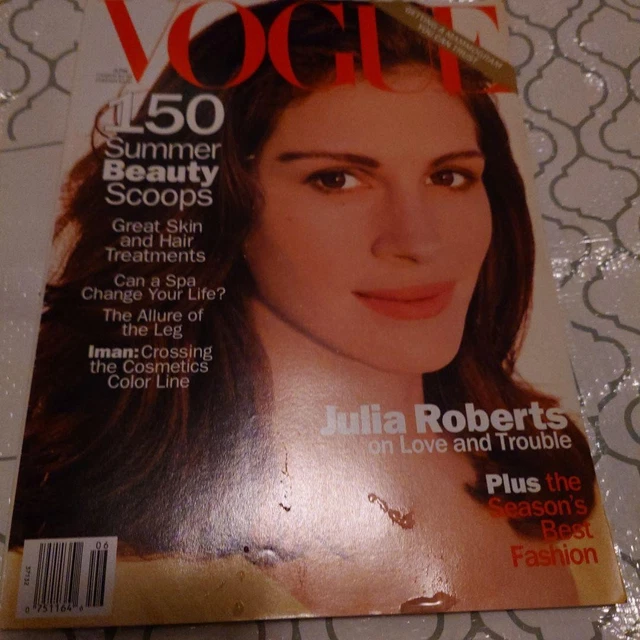 VOGUE
150
Summer
Beauty
Scoops
Great Skin
and Hair
Treatments
Can a Spa
Change Your Life?
The Allure of
the Leg
Iman: Crossing
the Cosmetics
Color Line
Julia Roberts
on Love and Trouble
Plus the
Season's
Best
Fashion
06
0 751164